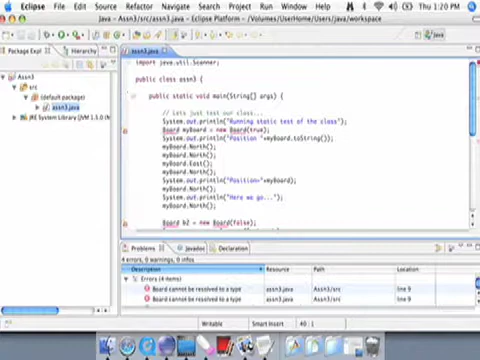 Eclipse File Edit Source Refactor Navigate Search Project Run Window Help Thu 1:20 PM
Java - Assn3/src/assn3.java - Eclipse Platform - /Volumes/UserHome/Users/java/workspace
Java
Package Expl Hierarchy
assn3.java
Assn3
src
(default package)
assn3.java
JRE System Library [JVM 1.5.0
import java.util.Scanner;
public class assn3 {
public static void main(String[] args) {
// Lets just test our class...
System.out.println("Running static test of the class");
Board myBoard = new Board(true);
System.out.println("Position "+myBoard.toString());
myBoard.North();
myBoard.North();
myBoard.East();
myBoard.North();
System.out.println("Position="+myBoard);
myBoard.North();
System.out.println("Here we go...");
myBoard.North();
Board b2 = new Board(false);
Problems Javadoc Declaration
4 errors, 0 warnings, 0 infos
Description Resource Path Location
Errors (4 items)
Board cannot be resolved to a type assn3.java Assn3/src line 9
Board cannot be resolved to a type assn3.java Assn3/src line 9
Writable Smart Insert 40 : 1